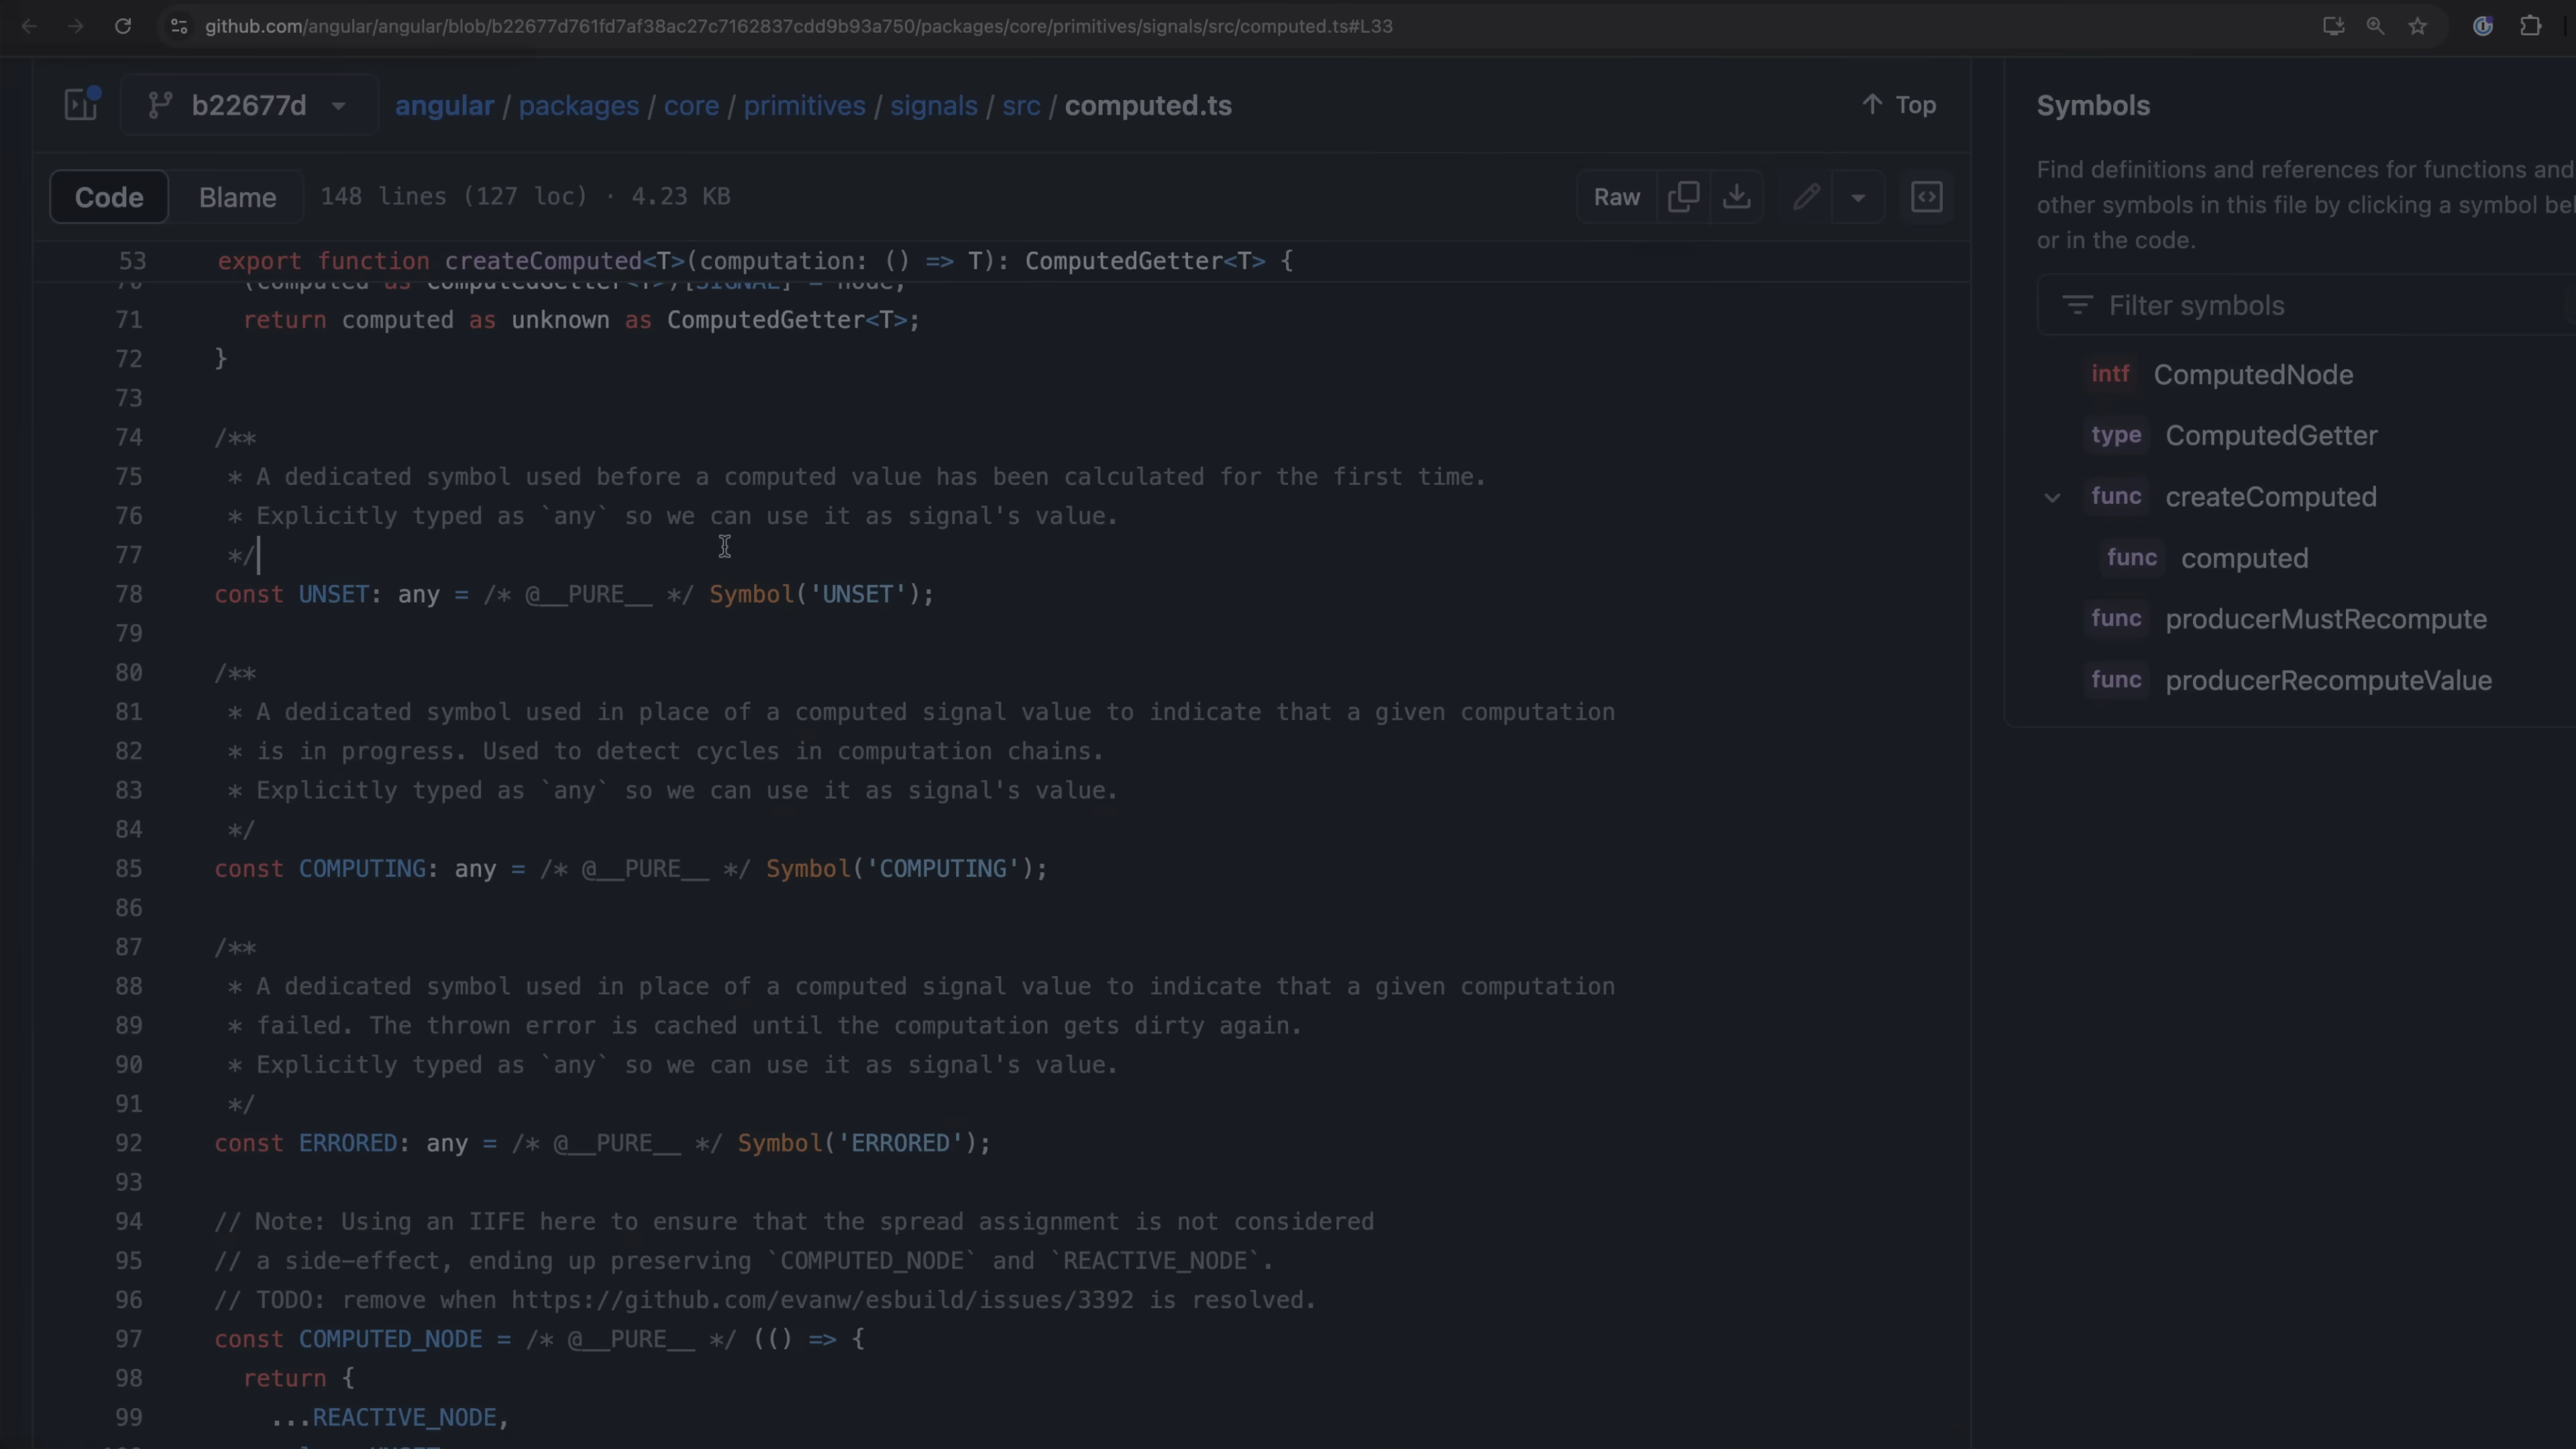 github.com/angular/angular/blob/b22677d761fd7af38ac27c7162837cdd9b93a750/packages/core/primitives/signals/src/computed.ts#L33
b22677d
angular / packages / core / primitives / signals / src / computed.ts
Top
Code Blame 148 lines (127 loc) · 4.23 KB
Raw
53 export function createComputed<T>(computation: () => T): ComputedGetter<T> {
70 (computed as ComputedGetter<T>)[SIGNAL] = node;
71 return computed as unknown as ComputedGetter<T>;
72 }
73
74 /**
75 * A dedicated symbol used before a computed value has been calculated for the first time.
76 * Explicitly typed as `any` so we can use it as signal's value.
77 */
78 const UNSET: any = /* @__PURE__ */ Symbol('UNSET');
79
80 /**
81 * A dedicated symbol used in place of a computed signal value to indicate that a given computation
82 * is in progress. Used to detect cycles in computation chains.
83 * Explicitly typed as `any` so we can use it as signal's value.
84 */
85 const COMPUTING: any = /* @__PURE__ */ Symbol('COMPUTING');
86
87 /**
88 * A dedicated symbol used in place of a computed signal value to indicate that a given computation
89 * failed. The thrown error is cached until the computation gets dirty again.
90 * Explicitly typed as `any` so we can use it as signal's value.
91 */
92 const ERRORED: any = /* @__PURE__ */ Symbol('ERRORED');
93
94 // Note: Using an IIFE here to ensure that the spread assignment is not considered
95 // a side-effect, ending up preserving `COMPUTED_NODE` and `REACTIVE_NODE`.
96 // TODO: remove when https://github.com/evanw/esbuild/issues/3392 is resolved.
97 const COMPUTED_NODE = /* @__PURE__ */ (() => {
98 return {
99 ...REACTIVE_NODE,
Symbols
Find definitions and references for functions and
other symbols in this file by clicking a symbol bel
or in the code.
Filter symbols
intf ComputedNode
type ComputedGetter
func createComputed
func computed
func producerMustRecompute
func producerRecomputeValue